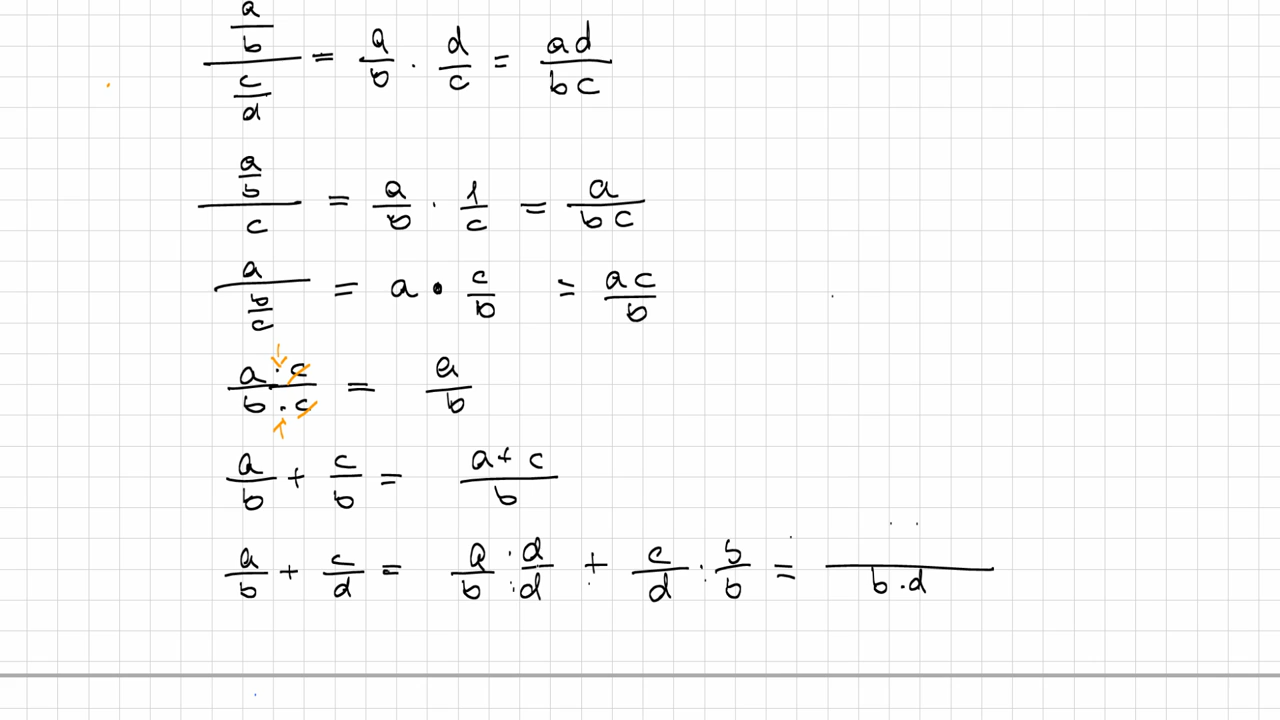 (a/b)/(c/d) = a/b · d/c = ad/bc
(a/b)/c = a/b · 1/c = a/bc
a/(b/c) = a · c/b = ac/b
a·c/b·c = a/b
a/b + c/b = a+c/b
a/b + c/d = a/b · d/d + c/d · b/b = /b·d